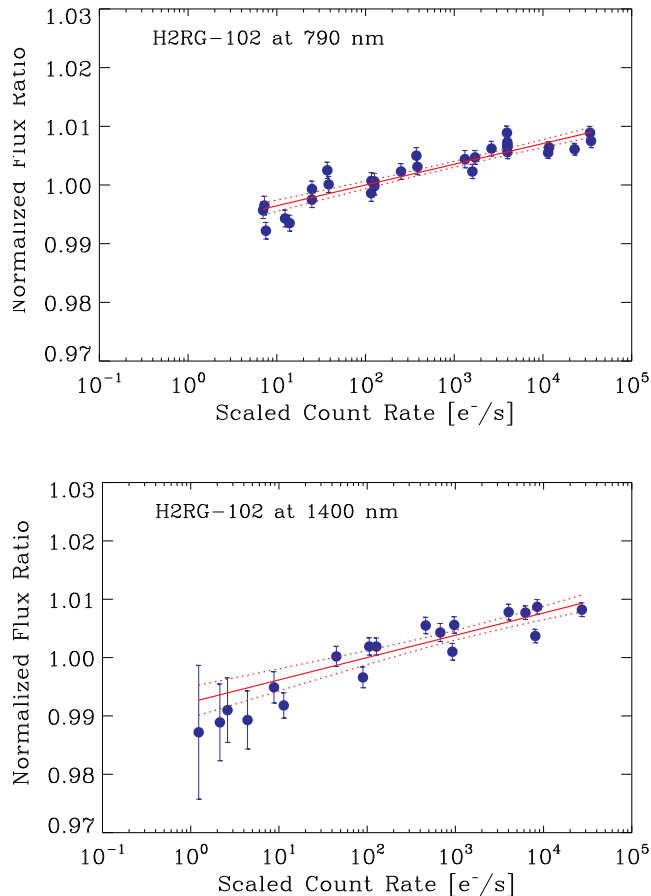 H2RG-102 at 790 nm
Normalized Flux Ratio
1.03
1.02
1.01
1.00
0.99
0.98
0.97
10⁻¹ 10⁰ 10¹ 10² 10³ 10⁴ 10⁵
Scaled Count Rate [e⁻/s]
H2RG-102 at 1400 nm
Normalized Flux Ratio
1.03
1.02
1.01
1.00
0.99
0.98
0.97
10⁻¹ 10⁰ 10¹ 10² 10³ 10⁴ 10⁵
Scaled Count Rate [e⁻/s]